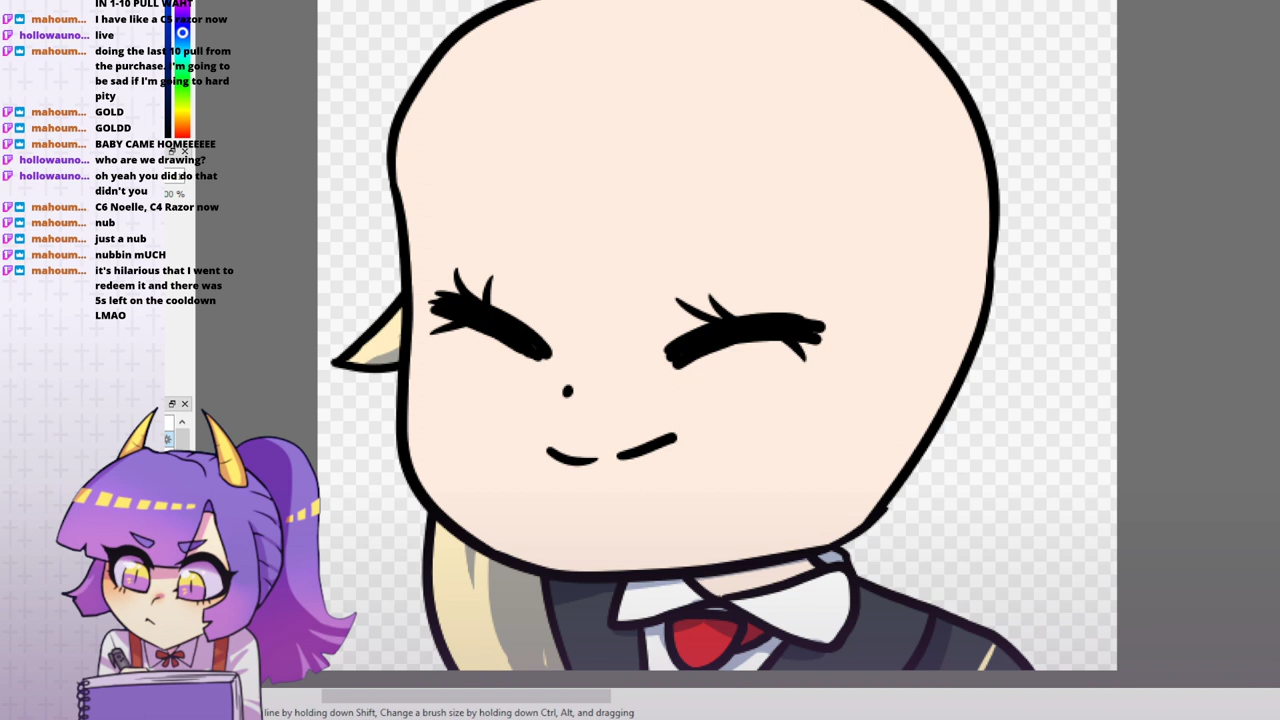 IN 1-10 PULL WAHT
mahoum... I have like a C5 razor now
hollowauno... live
mahoum... doing the last 10 pull from
the purchase. I'm going to
be sad if I'm going to hard
pity
mahoum... GOLD
mahoum... GOLDD
mahoum... BABY CAME HOMEEEEEE
hollowauno... who are we drawing?
hollowauno... oh yeah you did do that
didn't you
00 %
mahoum... C6 Noelle, C4 Razor now
mahoum... nub
mahoum... just a nub
mahoum... nubbin mUCH
mahoum... it's hilarious that I went to
redeem it and there was
5s left on the cooldown
LMAO
line by holding down Shift, Change a brush size by holding down Ctrl, Alt, and dragging